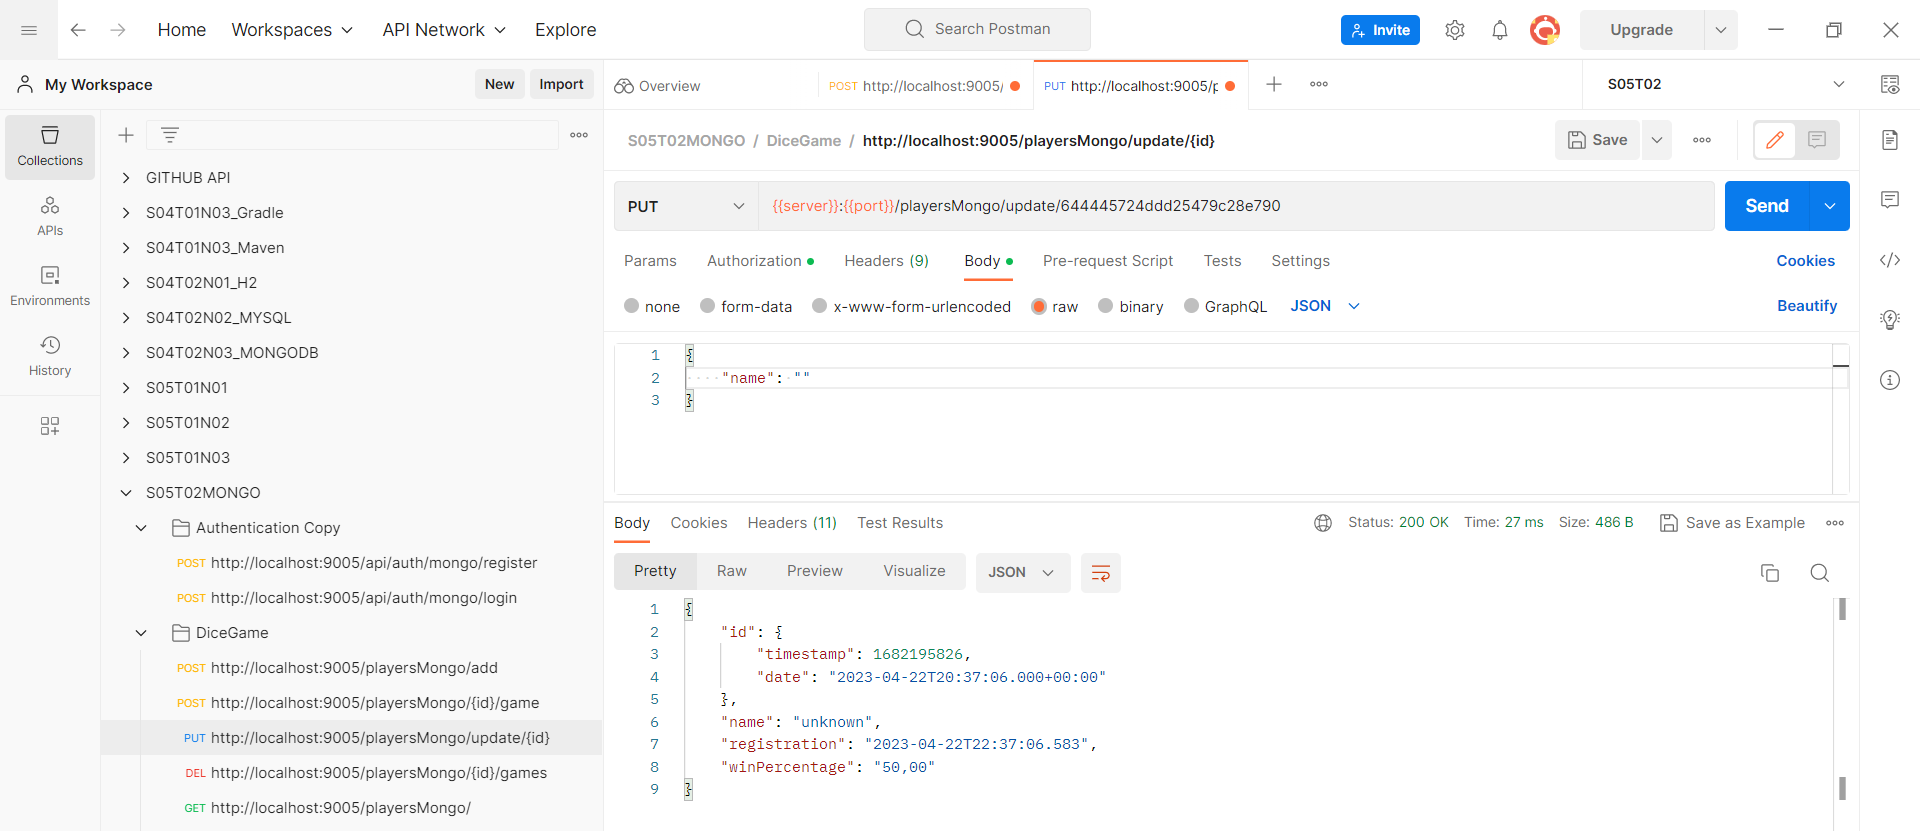 Home
Workspaces
API Network
Explore
Search Postman
Invite
Upgrade
My Workspace
New
Import
Overview
POST http://localhost:9005/
PUT http://localhost:9005/p
S05T02
Collections
APIs
Environments
History
GITHUB API
S04T01N03_Gradle
S04T01N03_Maven
S04T02N01_H2
S04T02N02_MYSQL
S04T02N03_MONGODB
S05T01N01
S05T01N02
S05T01N03
S05T02MONGO
Authentication Copy
POST http://localhost:9005/api/auth/mongo/register
POST http://localhost:9005/api/auth/mongo/login
DiceGame
POST http://localhost:9005/playersMongo/add
POST http://localhost:9005/playersMongo/{id}/game
PUT http://localhost:9005/playersMongo/update/{id}
DEL http://localhost:9005/playersMongo/{id}/games
GET http://localhost:9005/playersMongo/
S05T02MONGO / DiceGame / http://localhost:9005/playersMongo/update/{id}
Save
PUT
{{server}}:{{port}}/playersMongo/update/644445724ddd25479c28e790
Send
Params
Authorization
Headers (9)
Body
Pre-request Script
Tests
Settings
Cookies
none
form-data
x-www-form-urlencoded
raw
binary
GraphQL
JSON
Beautify
1 {
2 "name": ""
3 }
Body
Cookies
Headers (11)
Test Results
Status: 200 OK
Time: 27 ms
Size: 486 B
Save as Example
Pretty
Raw
Preview
Visualize
JSON
1 {
2 "id": {
3 "timestamp": 1682195826,
4 "date": "2023-04-22T20:37:06.000+00:00"
5 },
6 "name": "unknown",
7 "registration": "2023-04-22T22:37:06.583",
8 "winPercentage": "50,00"
9 }